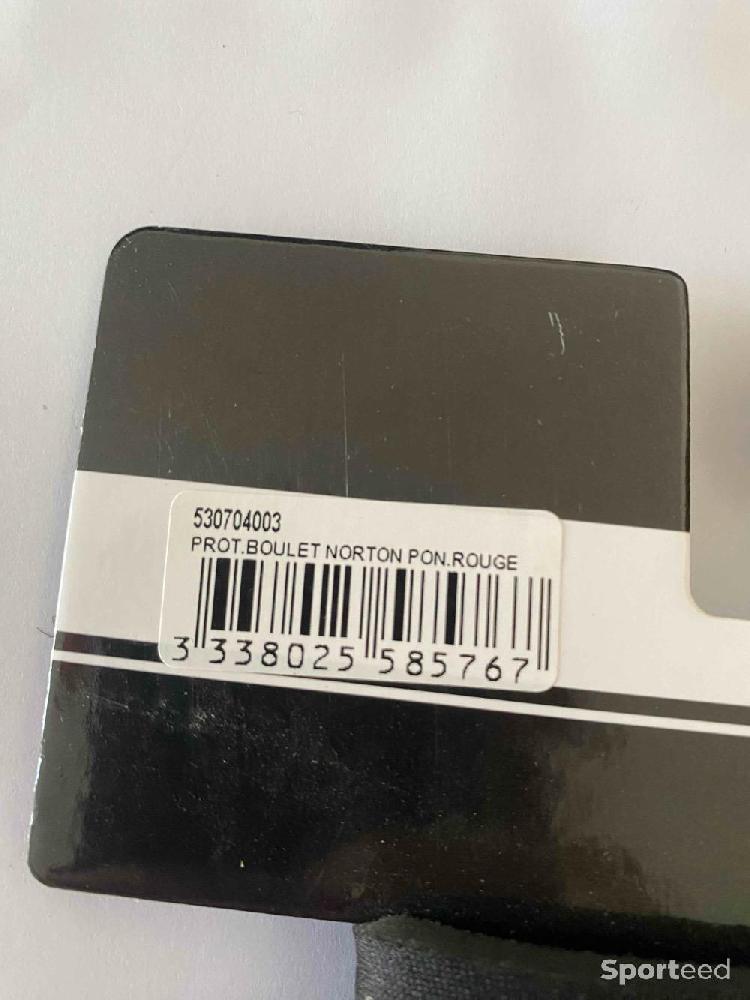 530704003
PROT.BOULET NORTON PON.ROUGE
3 338025 585767
Sporteed